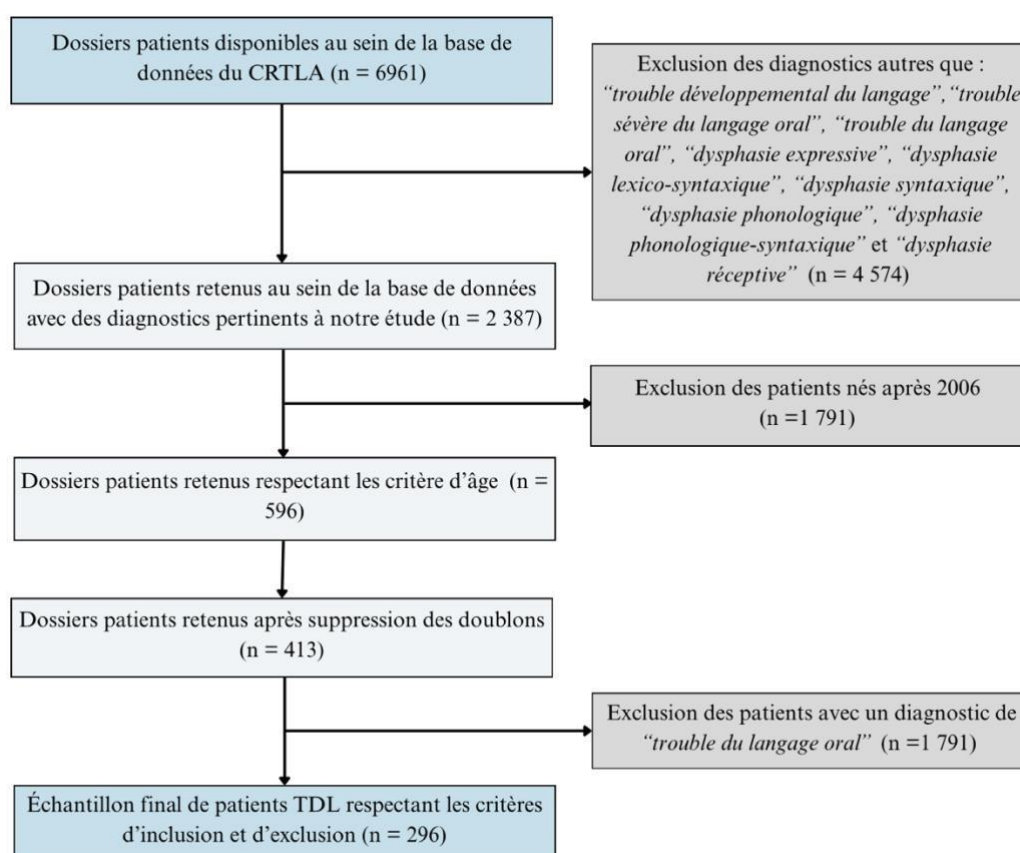 Dossiers patients disponibles au sein de la base de
données du CRTLA (n = 6961)
Exclusion des diagnostics autres que :
“trouble développemental du langage”,“trouble
sévère du langage oral”, “trouble du langage
oral”, “dysphasie expressive”, “dysphasie
lexico-syntaxique”, “dysphasie syntaxique”,
“dysphasie phonologique”, “dysphasie
phonologique-syntaxique” et “dysphasie
réceptive” (n = 4 574)
Dossiers patients retenus au sein de la base de données
avec des diagnostics pertinents à notre étude (n = 2 387)
Exclusion des patients nés après 2006
(n =1 791)
Dossiers patients retenus respectant les critère d’âge (n =
596)
Dossiers patients retenus après suppression des doublons
(n = 413)
Exclusion des patients avec un diagnostic de
“trouble du langage oral” (n =1 791)
Échantillon final de patients TDL respectant les critères
d’inclusion et d’exclusion (n = 296)